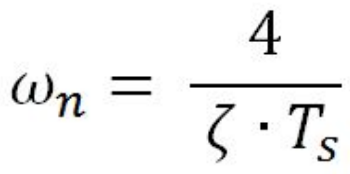 ωₙ = 4 / (ζ · Tₛ)